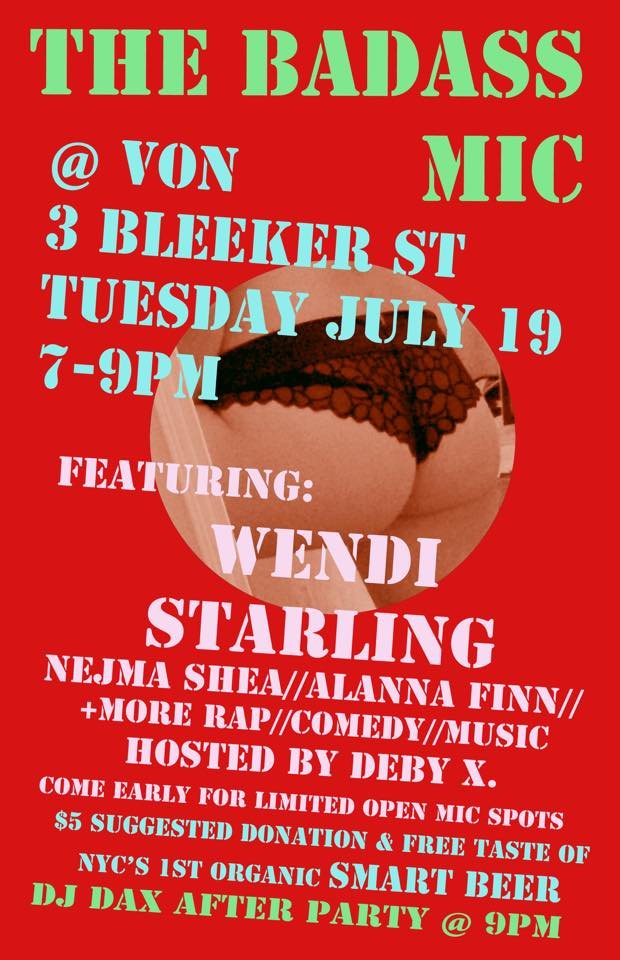 THE BADASS
MIC
@ VON
3 BLEEKER ST
TUESDAY JULY 19
7-9PM
FEATURING:
WENDI
STARLING
NEJMA SHEA//ALANNA FINN//
+MORE RAP//COMEDY//MUSIC
HOSTED BY DEBY X.
COME EARLY FOR LIMITED OPEN MIC SPOTS
$5 SUGGESTED DONATION & FREE TASTE OF
NYC'S 1ST ORGANIC SMART BEER
DJ DAX AFTER PARTY @ 9PM